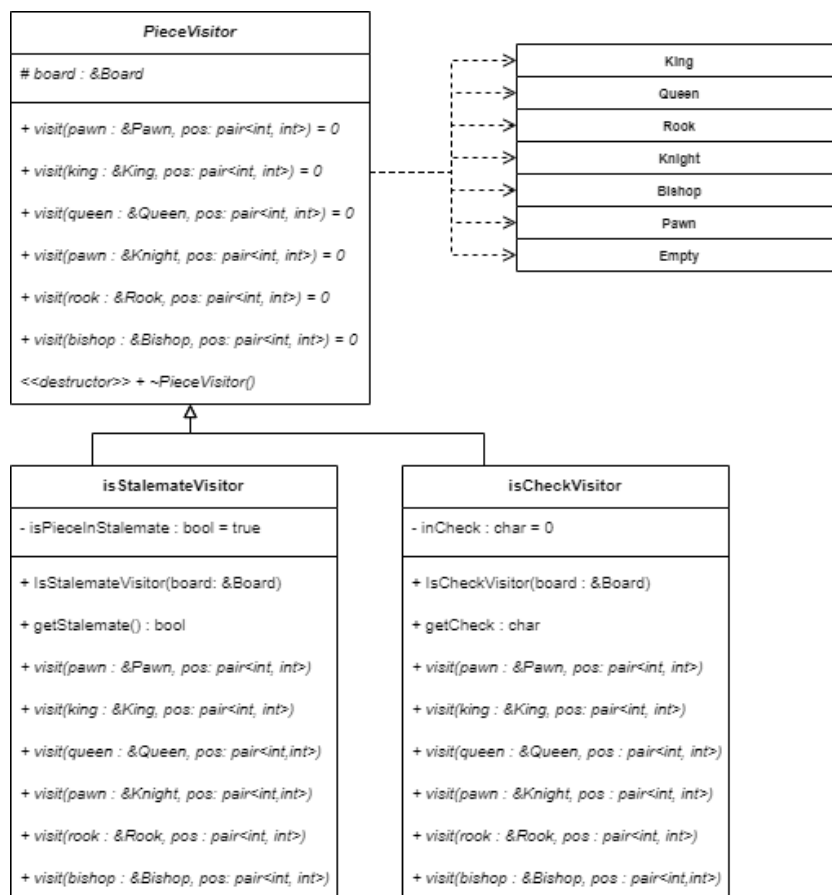 PieceVisitor
# board : &Board
+ visit(pawn : &Pawn, pos: pair<int, int>) = 0
+ visit(king : &King, pos: pair<int, int>) = 0
+ visit(queen : &Queen, pos: pair<int, int>) = 0
+ visit(pawn : &Knight, pos: pair<int, int>) = 0
+ visit(rook : &Rook, pos: pair<int, int>) = 0
+ visit(bishop : &Bishop, pos: pair<int, int>) = 0
<<destructor>> + ~PieceVisitor()
King
Queen
Rook
Knight
Bishop
Pawn
Empty
isStalemateVisitor
- isPieceInStalemate : bool = true
+ IsStalemateVisitor(board: &Board)
+ getStalemate() : bool
+ visit(pawn : &Pawn, pos: pair<int, int>)
+ visit(king : &King, pos: pair<int, int>)
+ visit(queen : &Queen, pos: pair<int,int>)
+ visit(pawn : &Knight, pos: pair<int,int>)
+ visit(rook : &Rook, pos : pair<int, int>)
+ visit(bishop : &Bishop, pos: pair<int, int>)
isCheckVisitor
- inCheck : char = 0
+ IsCheckVisitor(board : &Board)
+ getCheck : char
+ visit(pawn : &Pawn, pos: pair<int, int>)
+ visit(king : &King, pos: pair<int, int>)
+ visit(queen : &Queen, pos : pair<int, int>)
+ visit(pawn : &Knight, pos : pair<int, int>)
+ visit(rook : &Rook, pos : pair<int, int>)
+ visit(bishop : &Bishop, pos : pair<int,int>)